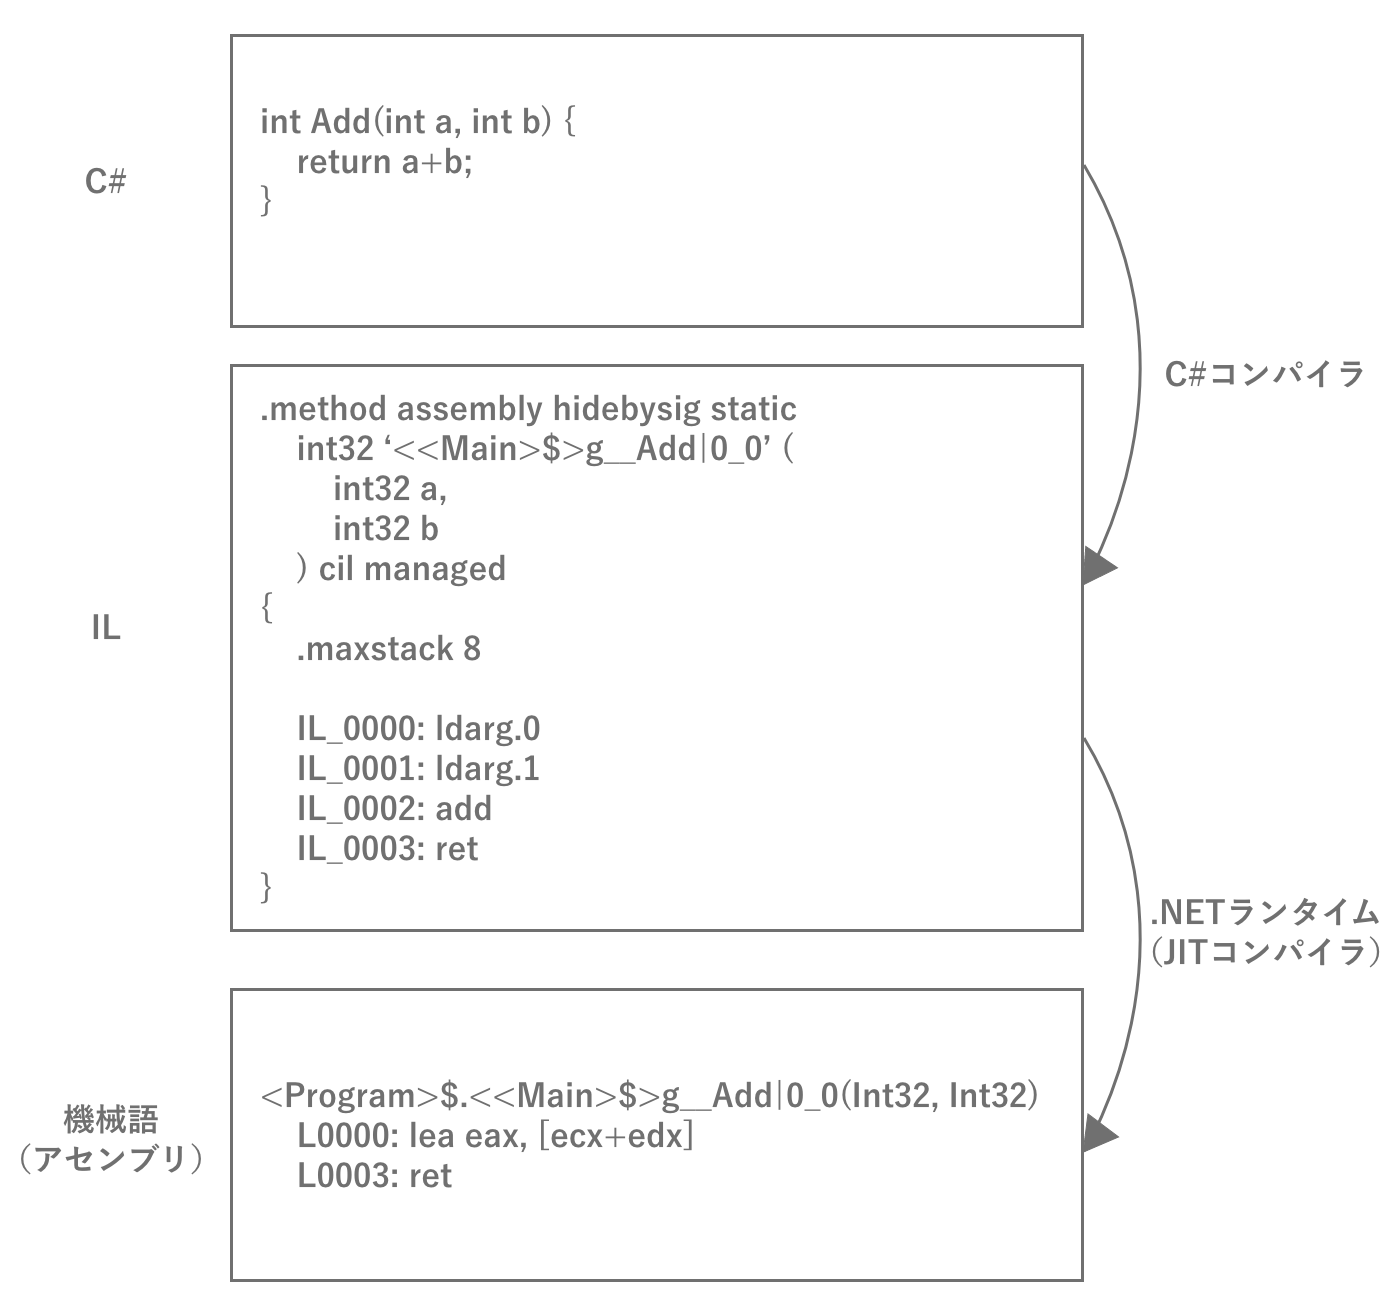 C#
int Add(int a, int b) {
return a+b;
}
C#コンパイラ
IL
.method assembly hidebysig static
int32 ‘<<Main>$>g__Add|0_0’ (
int32 a,
int32 b
) cil managed
{
.maxstack 8
IL_0000: ldarg.0
IL_0001: ldarg.1
IL_0002: add
IL_0003: ret
}
.NETランタイム
（JITコンパイラ）
機械語
（アセンブリ）
<Program>$.<<Main>$>g__Add|0_0(Int32, Int32)
L0000: lea eax, [ecx+edx]
L0003: ret